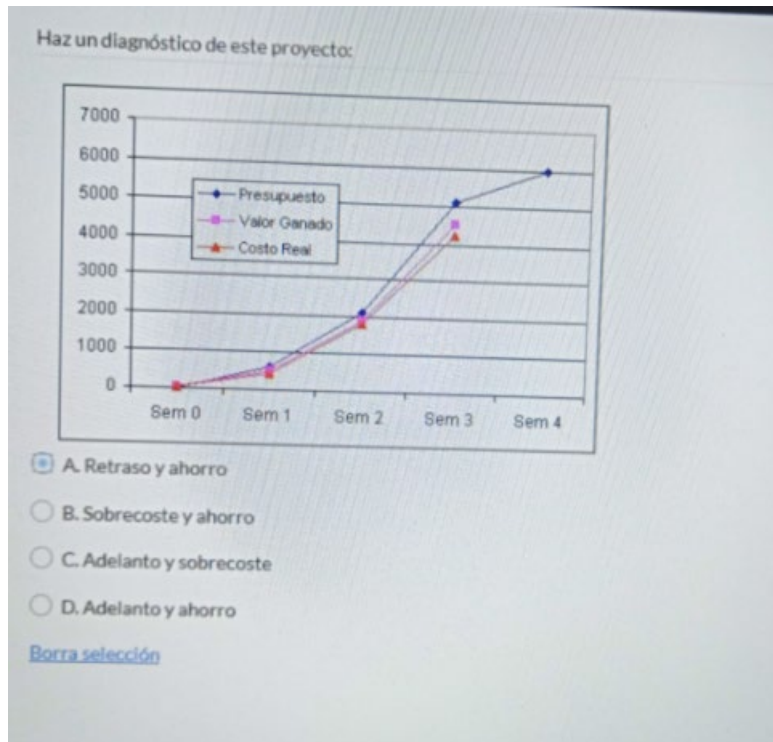 Haz un diagnóstico de este proyecto:
7000
6000
5000
4000
3000
2000
1000
0
Presupuesto
Valor Ganado
Costo Real
Sem 0 Sem 1 Sem 2 Sem 3 Sem 4
A. Retraso y ahorro
B. Sobrecoste y ahorro
C. Adelanto y sobrecoste
D. Adelanto y ahorro
Borra selección